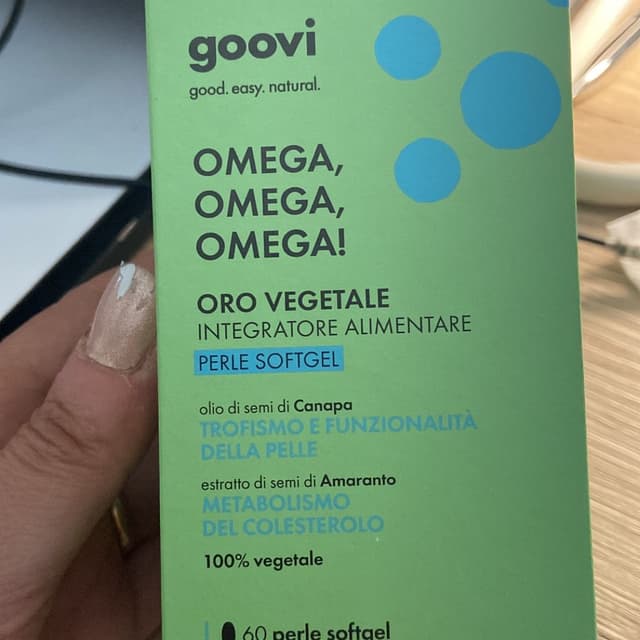 goovi
good. easy. natural.
OMEGA,
OMEGA,
OMEGA!
ORO VEGETALE
INTEGRATORE ALIMENTARE
PERLE SOFTGEL
olio di semi di Canapa
TROFISMO E FUNZIONALITÀ
DELLA PELLE
estratto di semi di Amaranto
METABOLISMO
DEL COLESTEROLO
100% vegetale
60 perle softgel